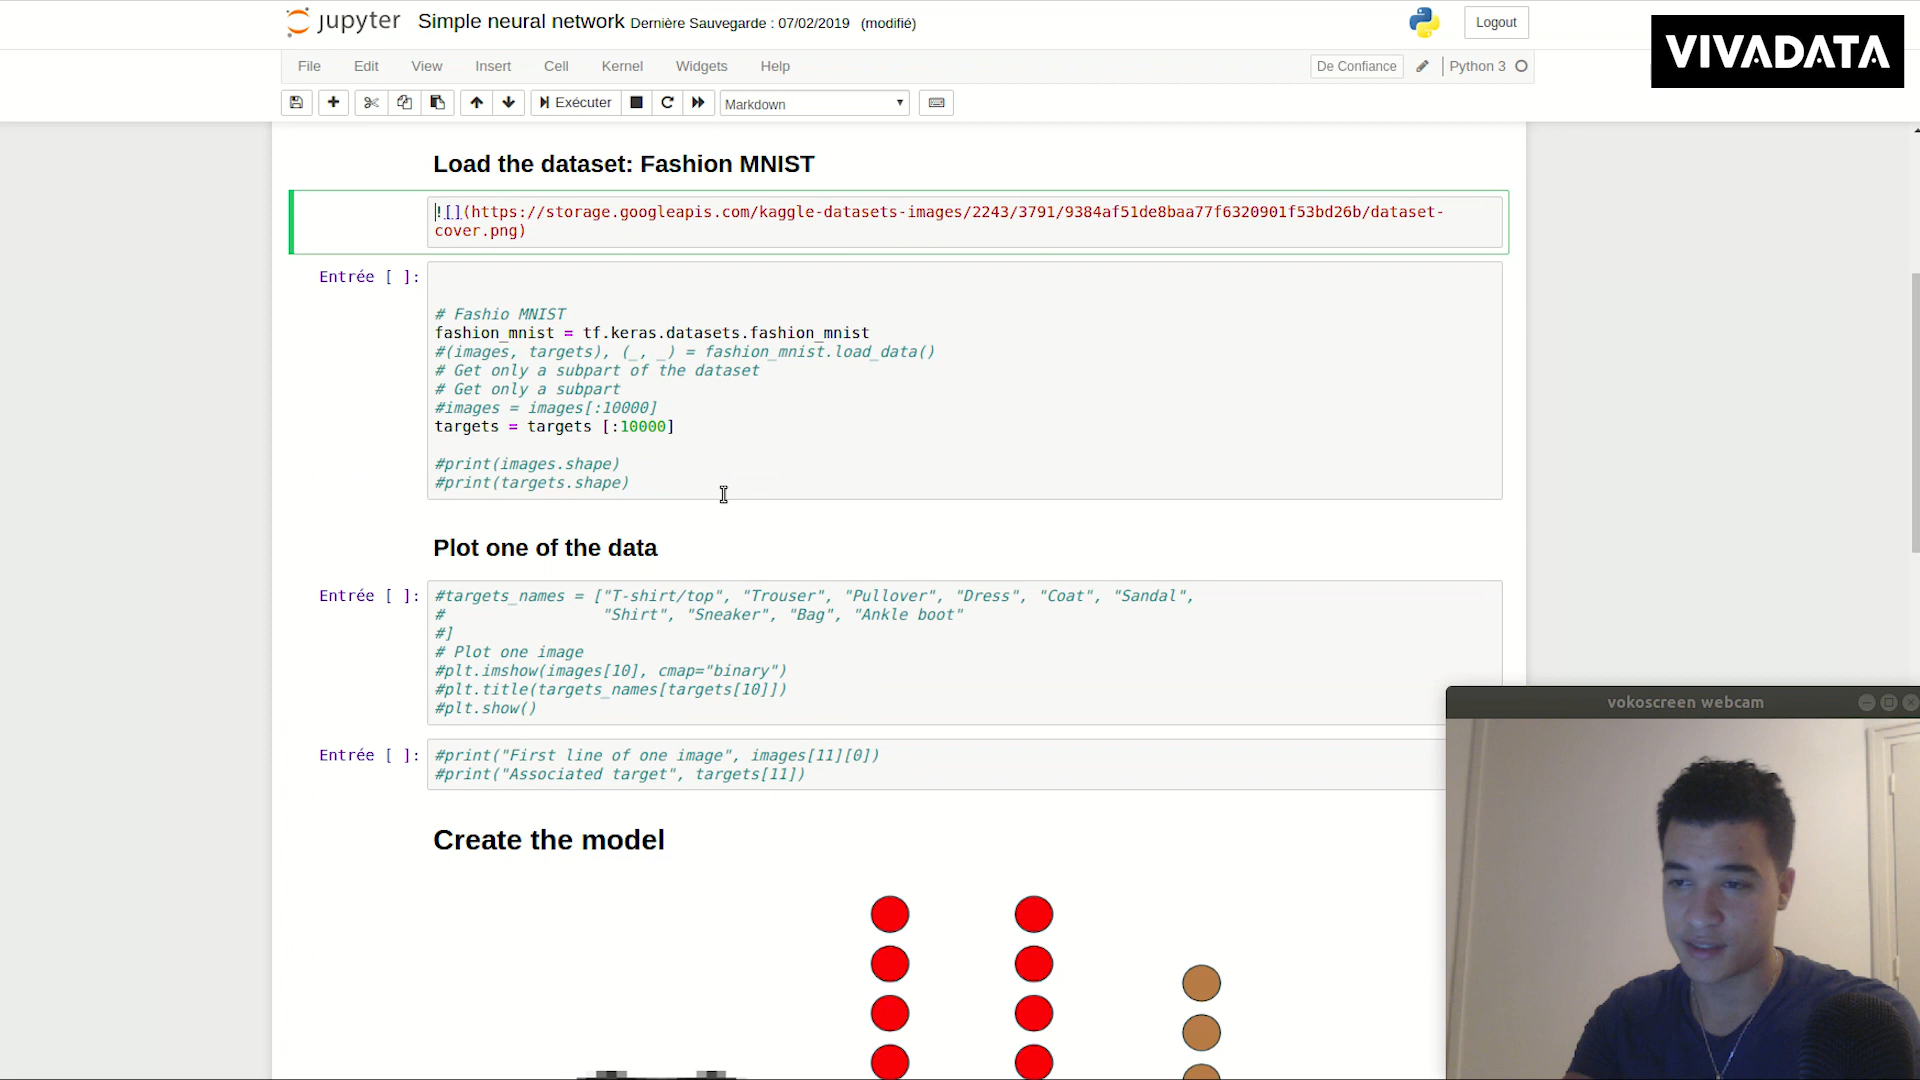 jupyter Simple neural network Dernière Sauvegarde : 07/02/2019 (modifié)
Logout
VIVADATA
File Edit View Insert Cell Kernel Widgets Help
De Confiance
Python 3
Exécuter
Markdown
Load the dataset: Fashion MNIST
![](https://storage.googleapis.com/kaggle-datasets-images/2243/3791/9384af51de8baa77f6320901f53bd26b/dataset-
cover.png)
Entrée [ ]:
# Fashio MNIST
fashion_mnist = tf.keras.datasets.fashion_mnist
#(images, targets), (_, _) = fashion_mnist.load_data()
# Get only a subpart of the dataset
# Get only a subpart
#images = images[:10000]
targets = targets [:10000]
#print(images.shape)
#print(targets.shape)
Plot one of the data
Entrée [ ]:
#targets_names = ["T-shirt/top", "Trouser", "Pullover", "Dress", "Coat", "Sandal",
# "Shirt", "Sneaker", "Bag", "Ankle boot"
#]
# Plot one image
#plt.imshow(images[10], cmap="binary")
#plt.title(targets_names[targets[10]])
#plt.show()
Entrée [ ]:
#print("First line of one image", images[11][0])
#print("Associated target", targets[11])
Create the model
vokoscreen webcam